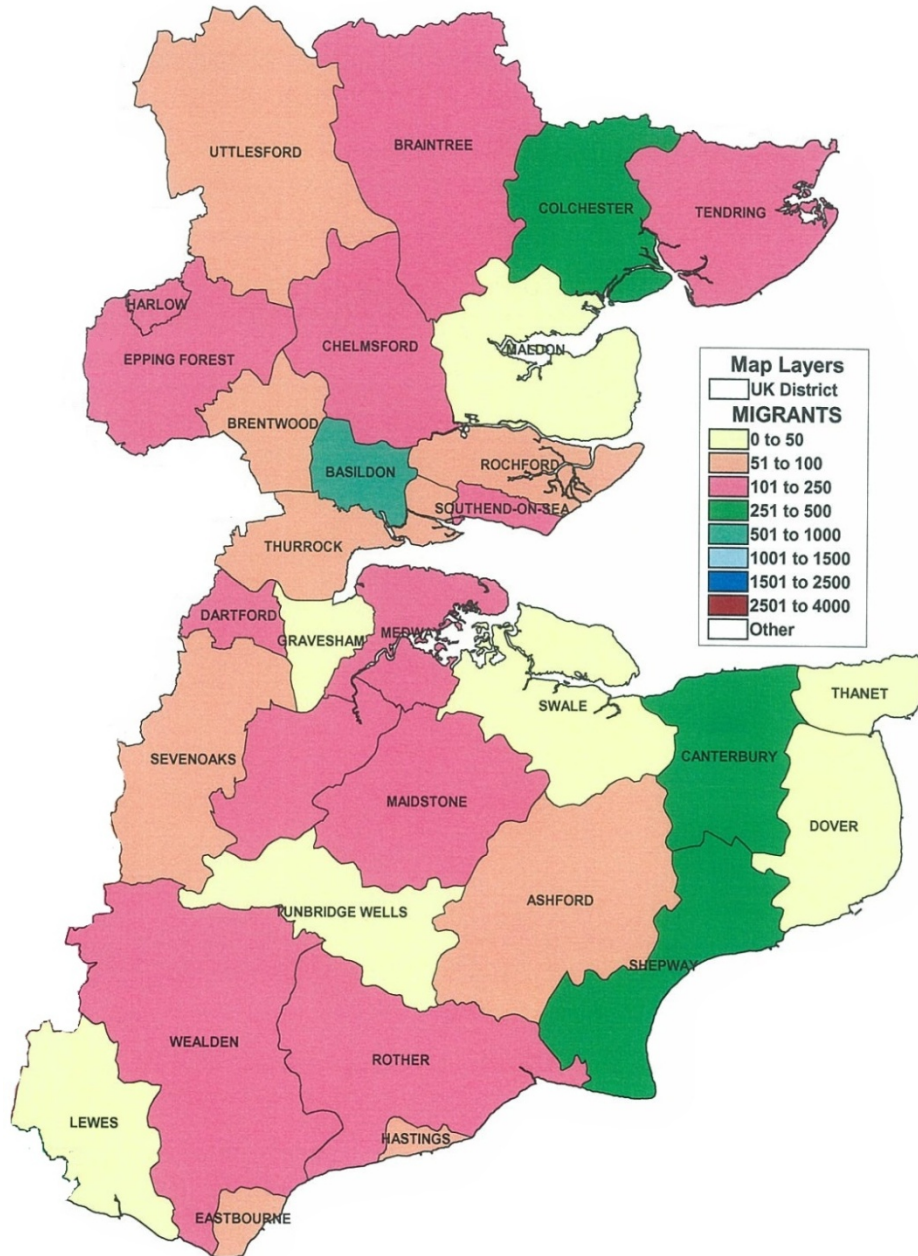 UTTLESFORD
BRAINTREE
COLCHESTER
TENDRING
HARLOW
EPPING FOREST
CHELMSFORD
MALDON
BRENTWOOD
BASILDON
ROCHFORD
SOUTHEND-ON-SEA
THURROCK
Map Layers
UK District
MIGRANTS
0 to 50
51 to 100
101 to 250
251 to 500
501 to 1000
1001 to 1500
1501 to 2500
2501 to 4000
Other
DARTFORD
GRAVESHAM
MEDWAY
SWALE
THANET
SEVENOAKS
CANTERBURY
MAIDSTONE
DOVER
TUNBRIDGE WELLS
ASHFORD
SHEPWAY
WEALDEN
ROTHER
LEWES
HASTINGS
EASTBOURNE